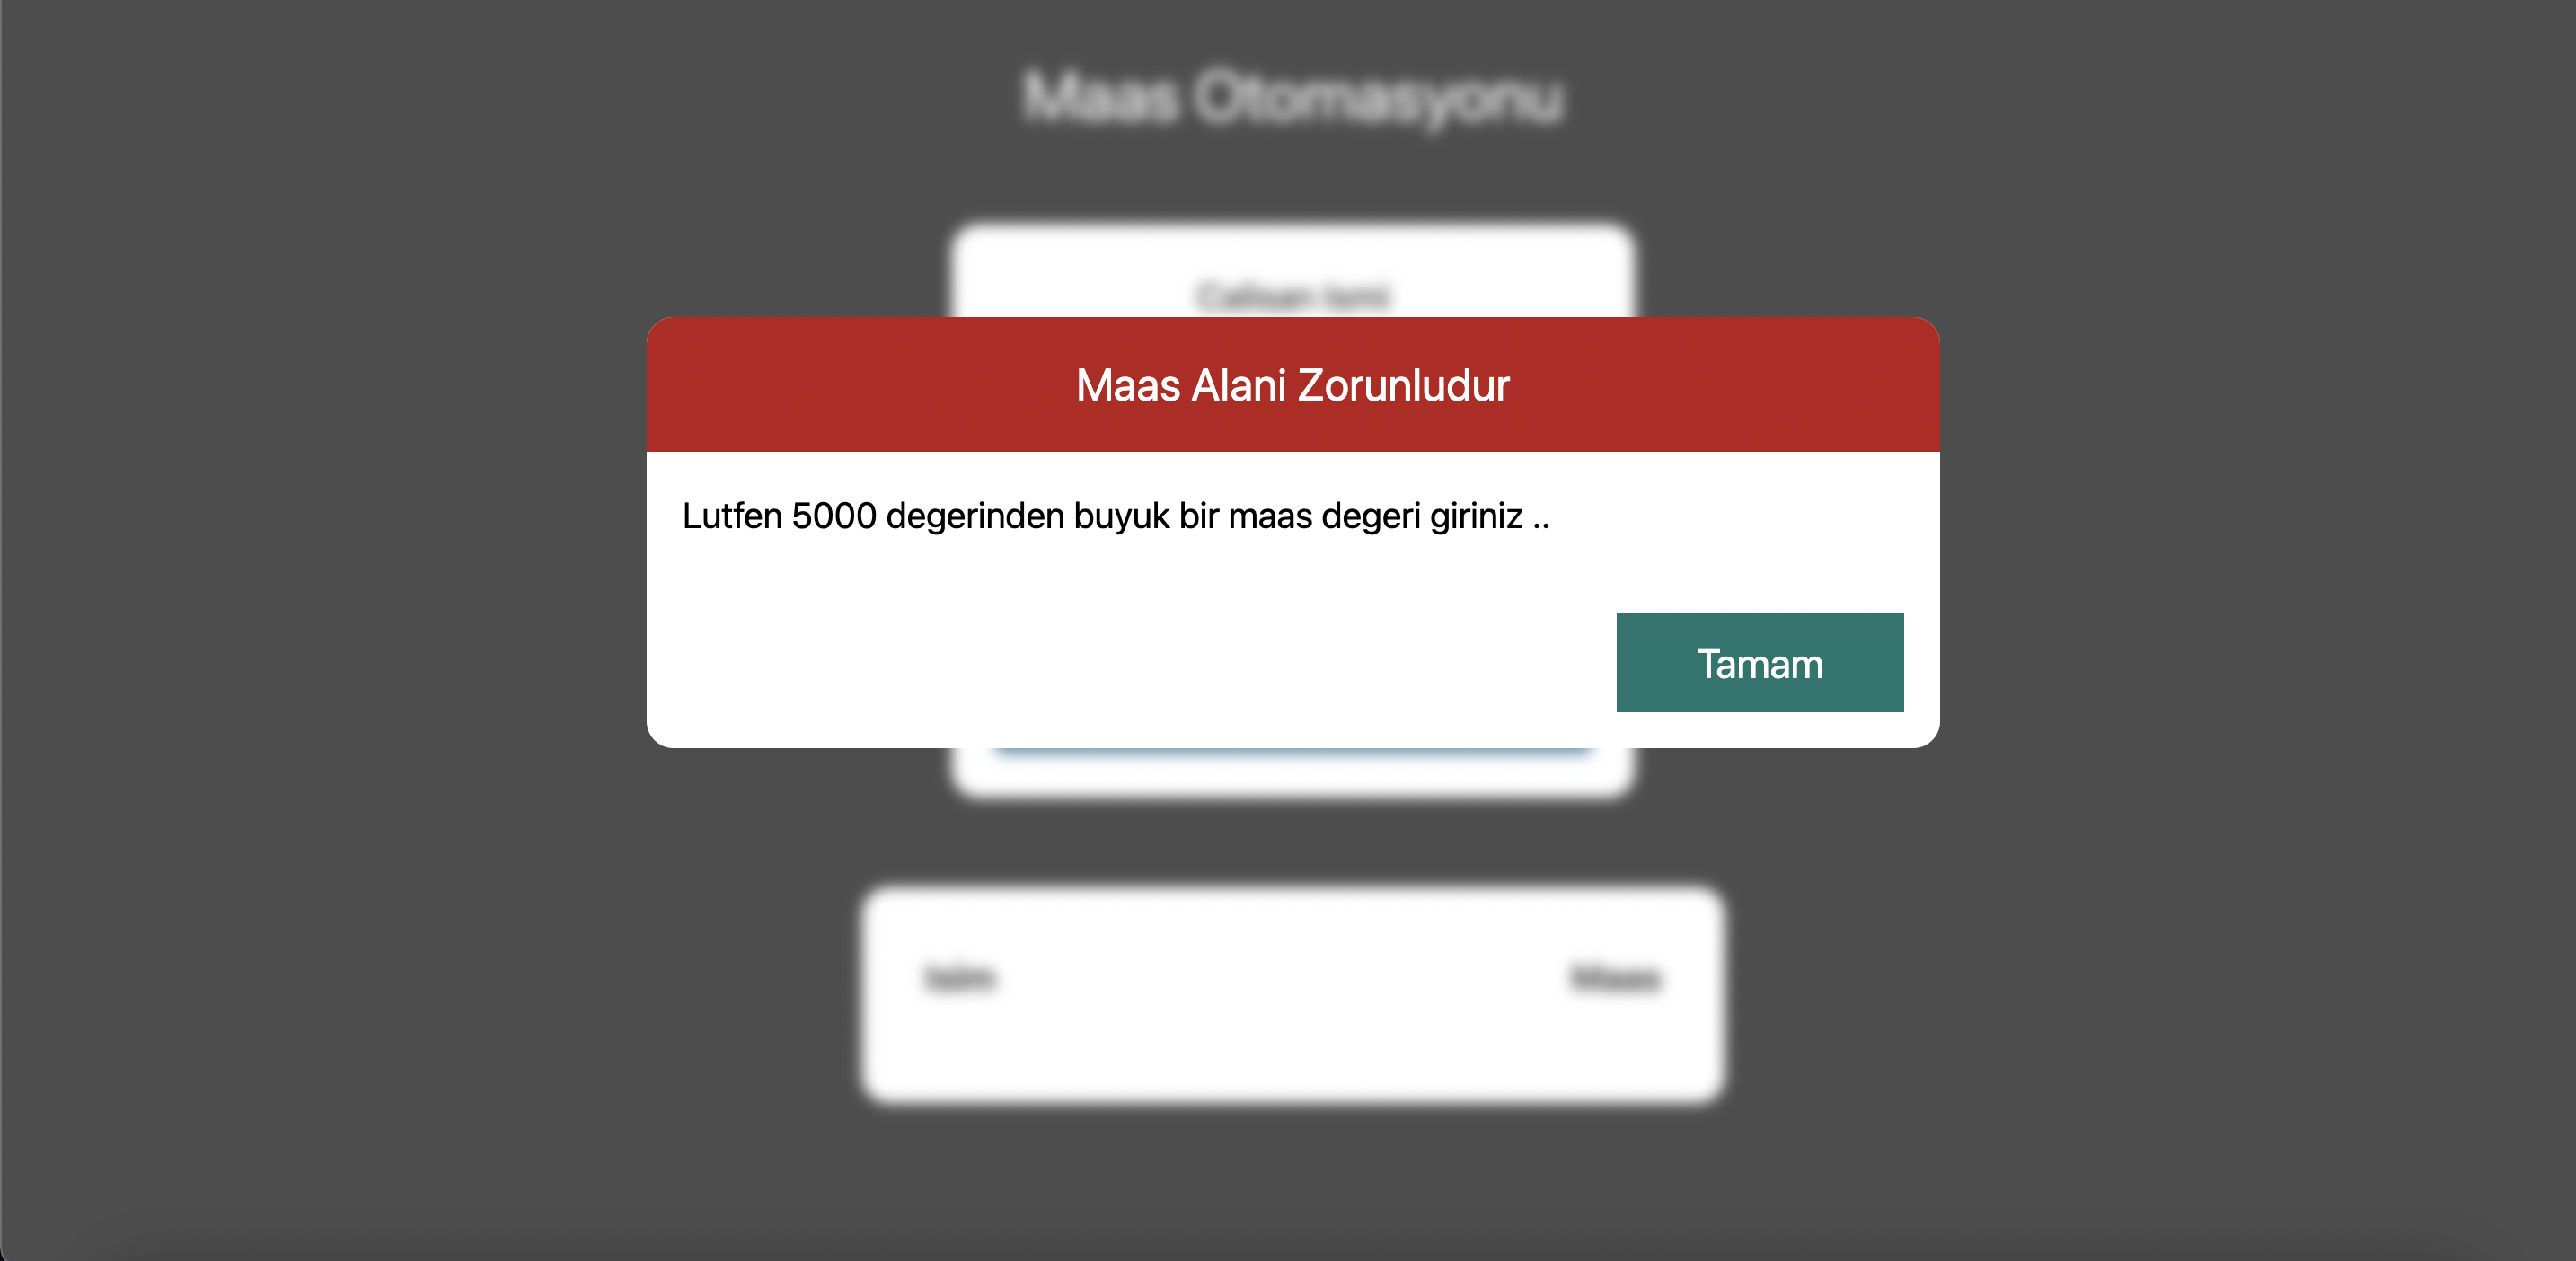 Maas Otomasyonu
Calisan Ismi
Maas Alani Zorunludur
Lutfen 5000 degerinden buyuk bir maas degeri giriniz ..
Tamam
Isim
Maas